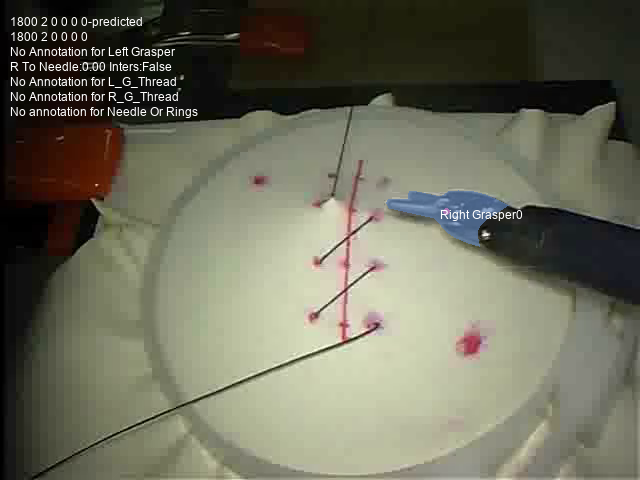 1800 2 0 0 0 0-predicted
1800 2 0 0 0 0
No Annotation for Left Grasper
R To Needle:0.00 Inters:False
No Annotation for L_G_Thread
No Annotation for R_G_Thread
No annotation for Needle Or Rings
Right Grasper0